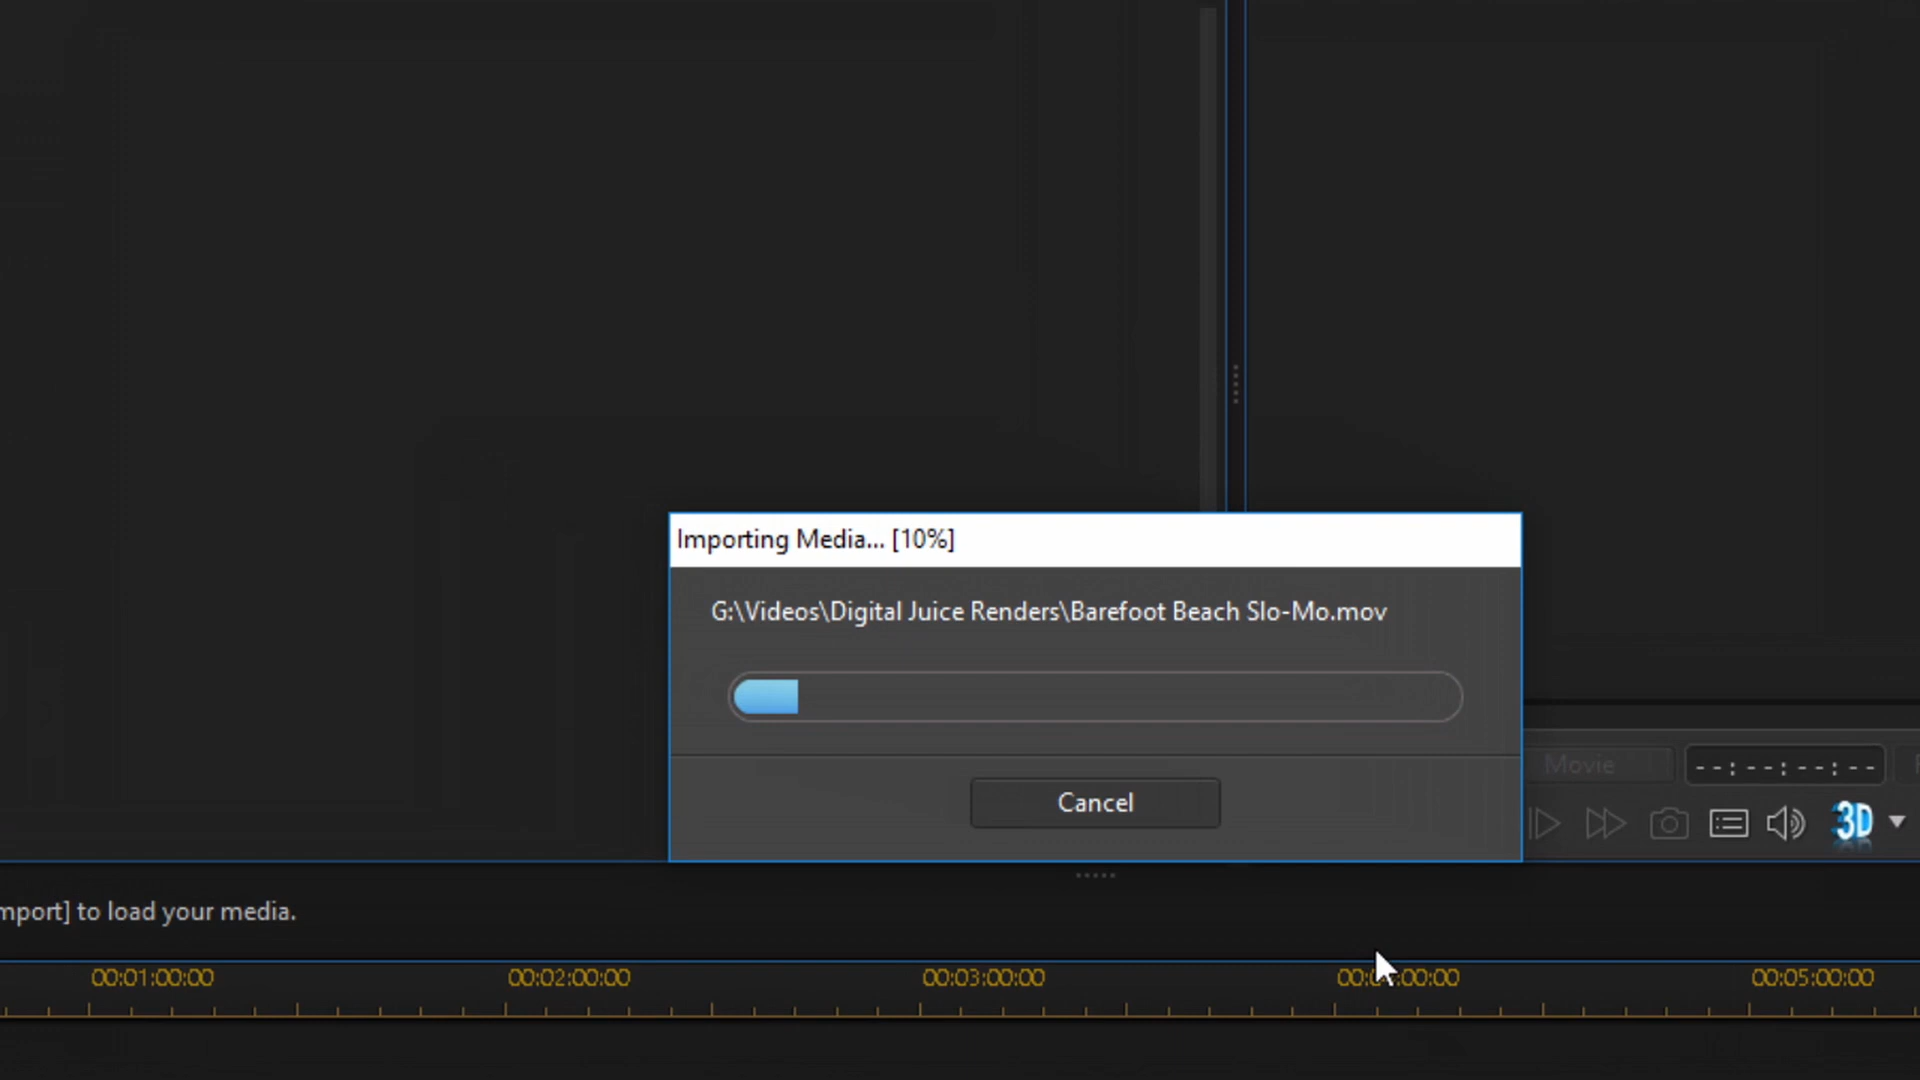 Importing Media... [10%]
G:\Videos\Digital Juice Renders\Barefoot Beach Slo-Mo.mov
Cancel
Movie
--:--:--:--
3D
mport] to load your media.
00:01:00:00 00:02:00:00 00:03:00:00 00:05:00:00